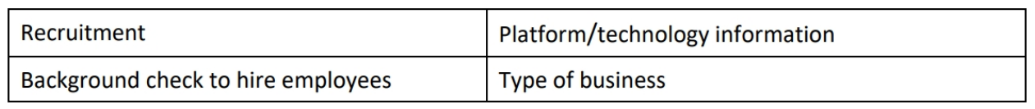 Recruitment
Platform/technology information
Background check to hire employees
Type of business